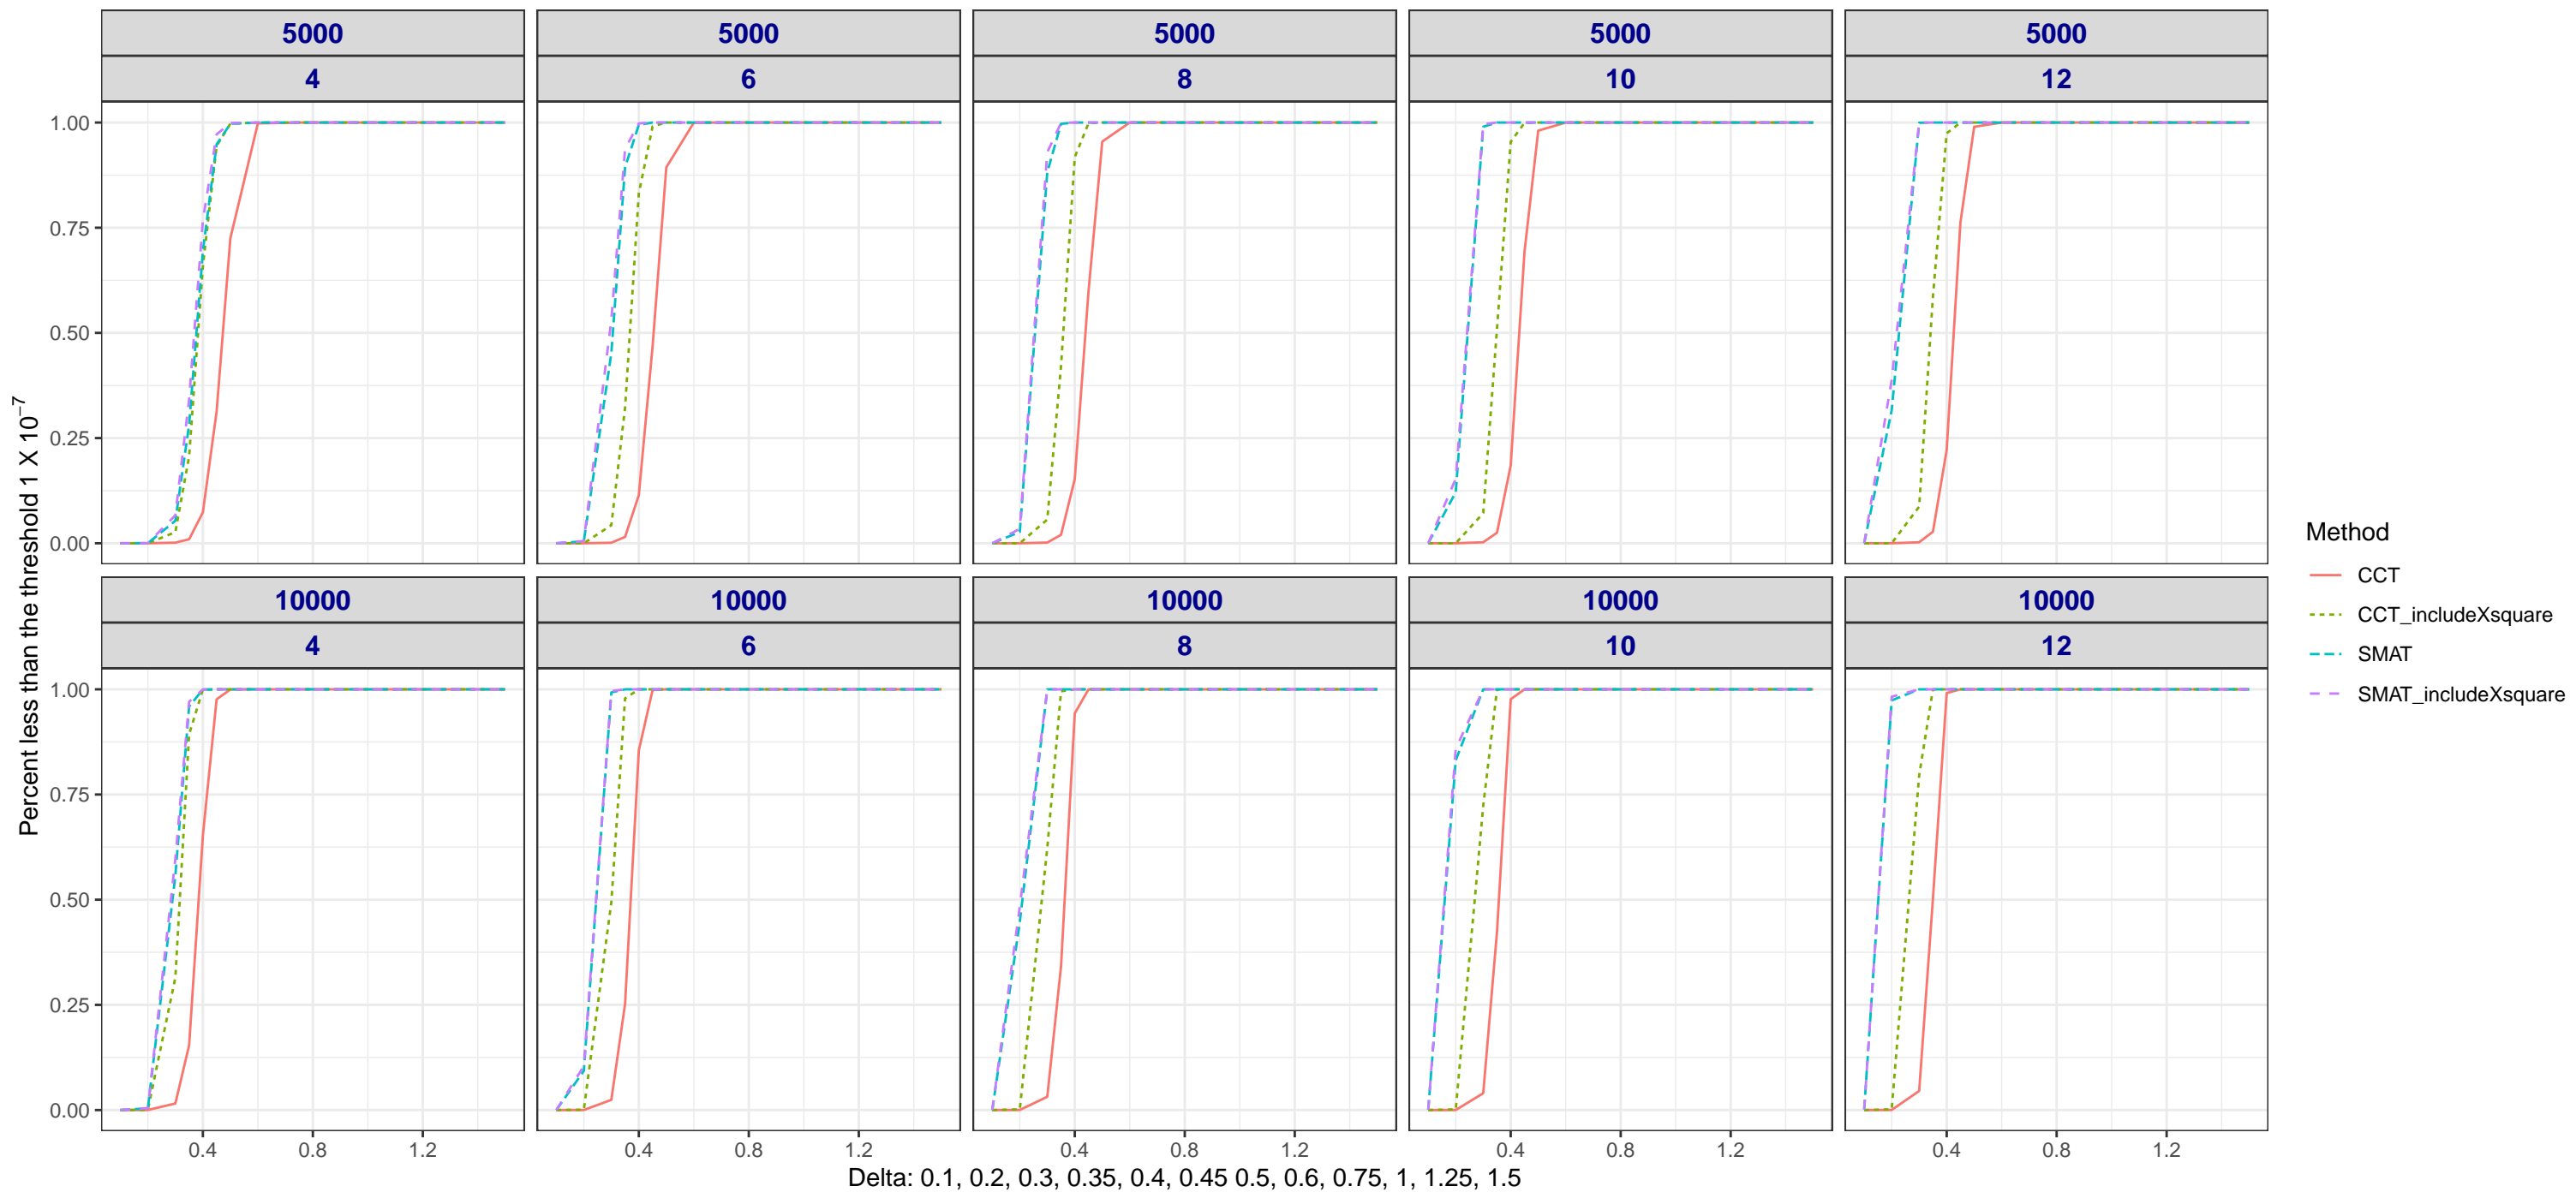 5000 5000 5000 5000 5000
4 6 8 10 12
1.00
0.75
0.50
0.25
0.00
10000 10000 10000 10000 10000
4 6 8 10 12
1.00
0.75
0.50
0.25
0.00
0.4 0.8 1.2 0.4 0.8 1.2 0.4 0.8 1.2 0.4 0.8 1.2 0.4 0.8 1.2
Percent less than the threshold 1 X 10⁻⁷
Delta: 0.1, 0.2, 0.3, 0.35, 0.4, 0.45 0.5, 0.6, 0.75, 1, 1.25, 1.5
Method
CCT
CCT_includeXsquare
SMAT
SMAT_includeXsquare